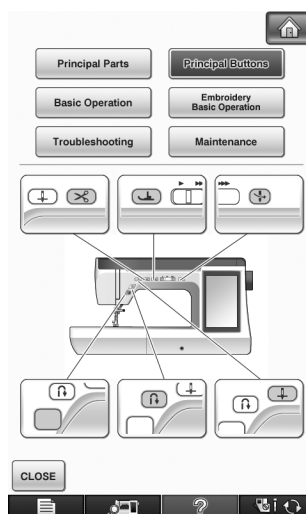 Principal Parts
Principal Buttons
Basic Operation
Embroidery
Basic Operation
Troubleshooting
Maintenance
CLOSE